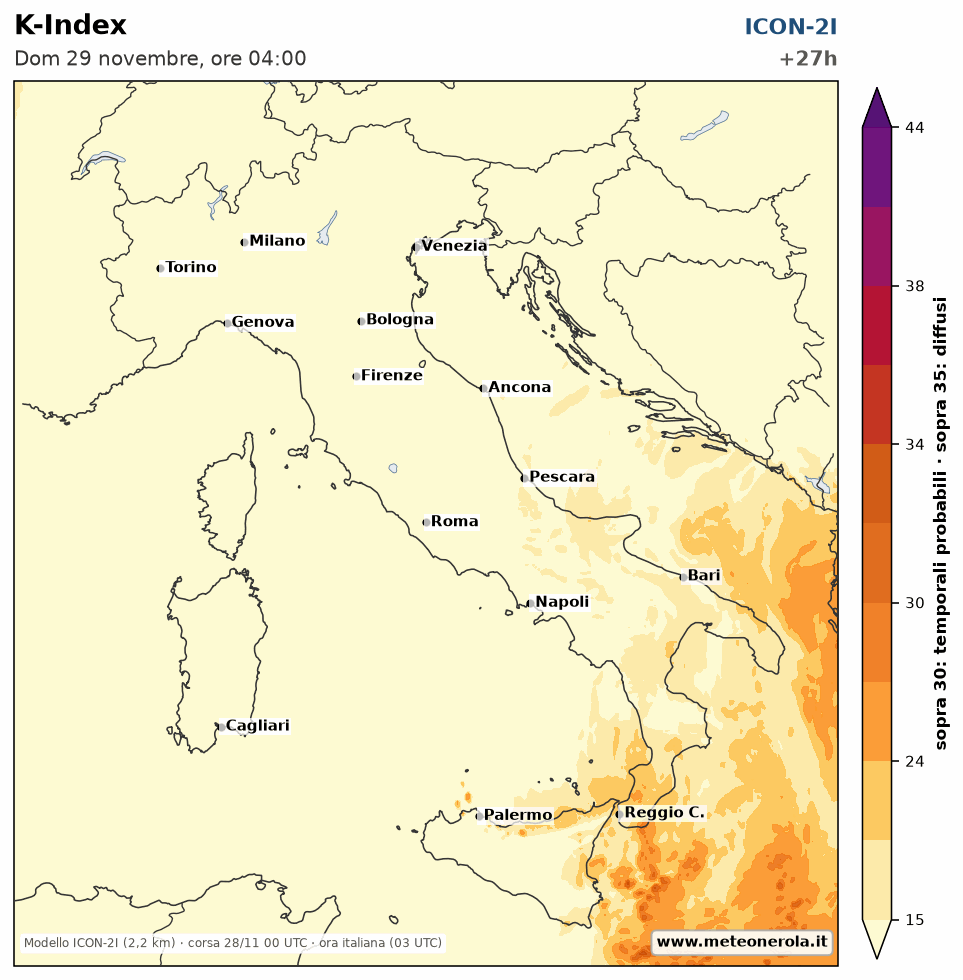 K-Index
ICON-2I
Dom 29 novembre, ore 04:00
+27h
44
38
34
30
24
15
sopra 30: temporali probabili · sopra 35: diffusi
Milano
Venezia
Torino
Genova
Bologna
Firenze
Ancona
Pescara
Roma
Bari
Napoli
Cagliari
Palermo
Reggio C.
Modello ICON-2I (2,2 km) · corsa 28/11 00 UTC · ora italiana (03 UTC)
www.meteonerola.it